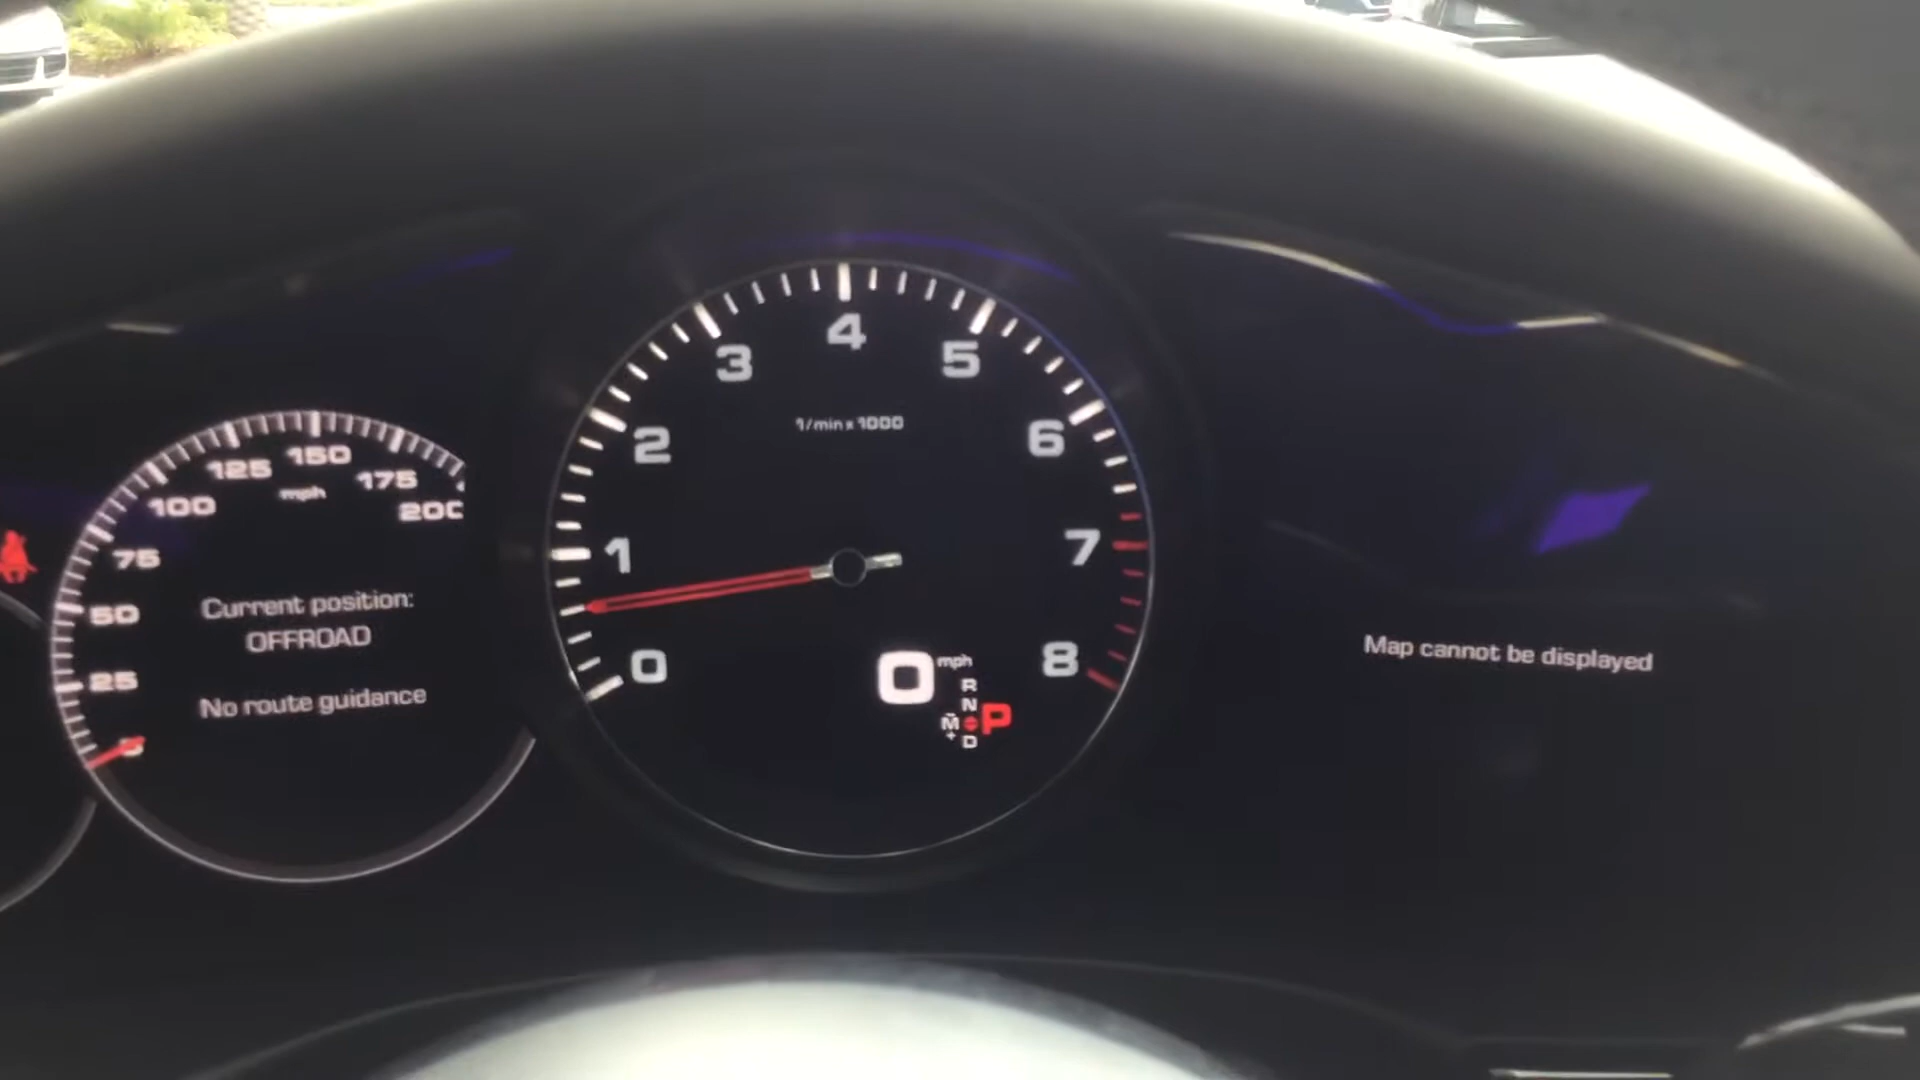 25
50
75
100
125
150
175
200
mph
Current position:
OFFROAD
No route guidance
0
1
2
3
4
5
6
7
8
1/min x 1000
0 mph
R
N
M P
+
D
Map cannot be displayed